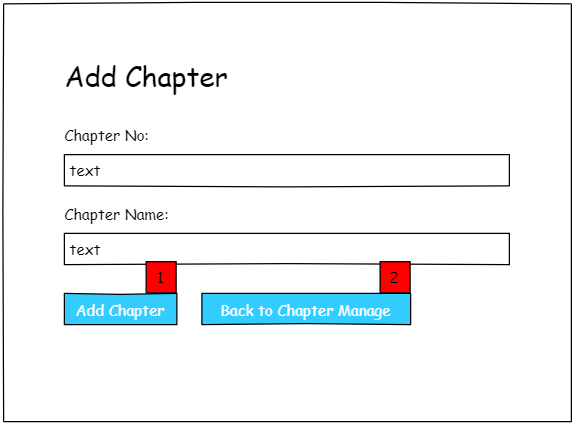 Add Chapter
Chapter No:
text
Chapter Name:
text
1 2
Add Chapter Back to Chapter Manage